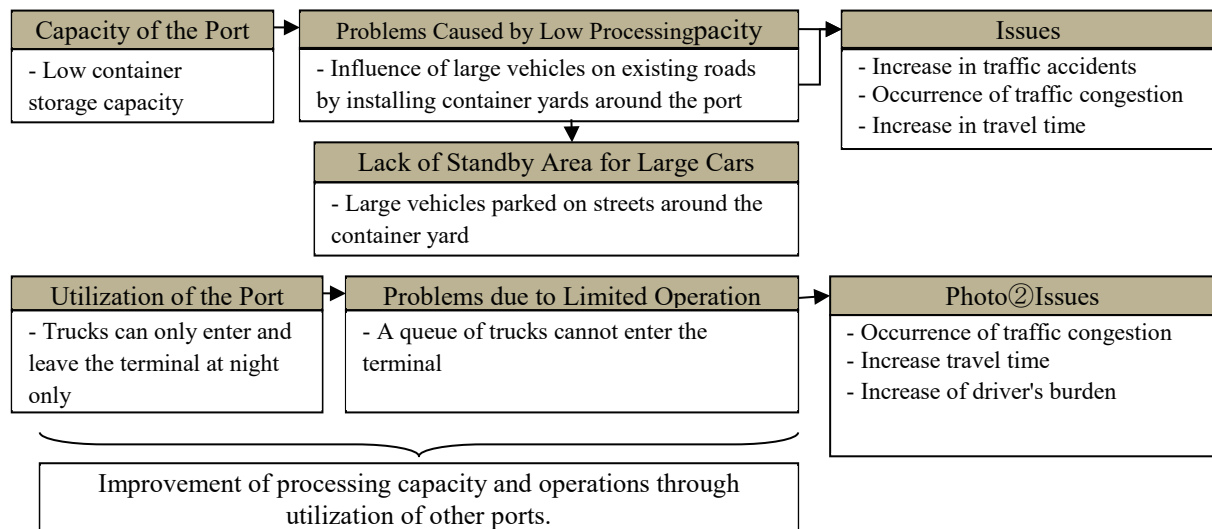 Capacity of the Port
- Low container
storage capacity
Problems Caused by Low Processingpacity
- Influence of large vehicles on existing roads
by installing container yards around the port
Issues
- Increase in traffic accidents
- Occurrence of traffic congestion
- Increase in travel time
Lack of Standby Area for Large Cars
- Large vehicles parked on streets around the
container yard
Utilization of the Port
- Trucks can only enter and
leave the terminal at night
only
Problems due to Limited Operation
- A queue of trucks cannot enter the
terminal
Photo②Issues
- Occurrence of traffic congestion
- Increase travel time
- Increase of driver's burden
Improvement of processing capacity and operations through
utilization of other ports.